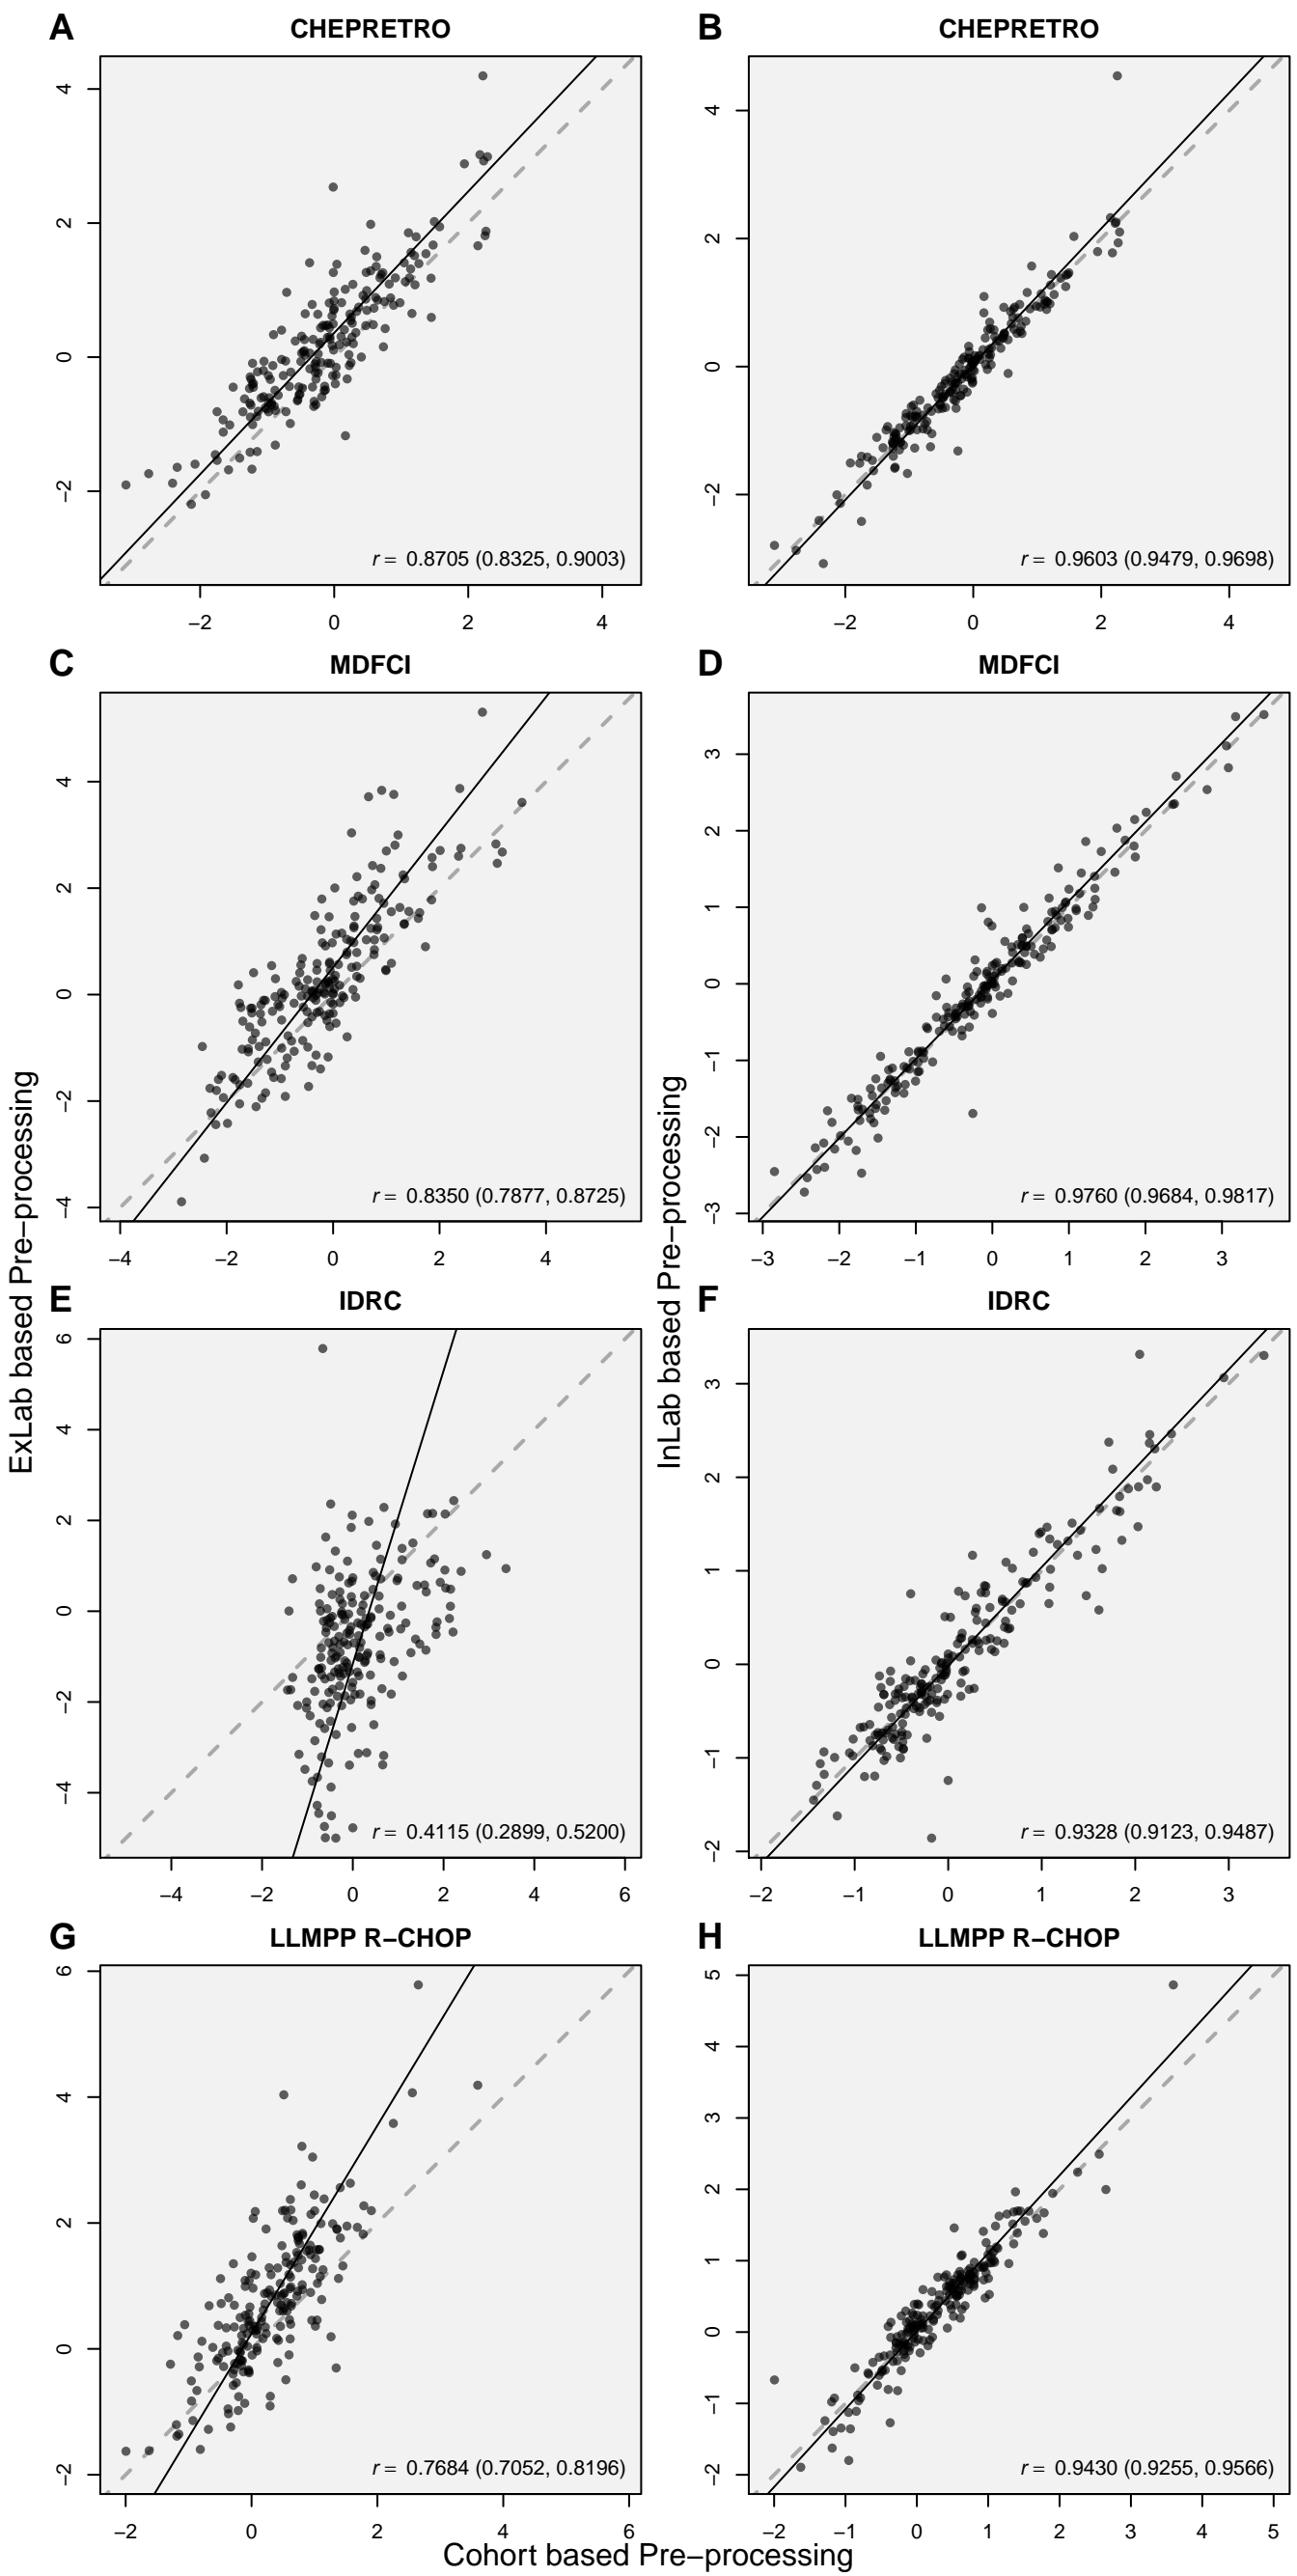 A CHEPRETRO
4
2
0
−2
r = 0.8705 (0.8325, 0.9003)
−2 0 2 4
B CHEPRETRO
4
2
0
−2
r = 0.9603 (0.9479, 0.9698)
−2 0 2 4
C MDFCI
4
2
0
−2
−4
r = 0.8350 (0.7877, 0.8725)
−4 −2 0 2 4
D MDFCI
3
2
1
0
−1
−2
−3
r = 0.9760 (0.9684, 0.9817)
−3 −2 −1 0 1 2 3
ExLab based Pre−processing
InLab based Pre−processing
E IDRC
6
4
2
0
−2
−4
r = 0.4115 (0.2899, 0.5200)
−4 −2 0 2 4 6
F IDRC
3
2
1
0
−1
−2
r = 0.9328 (0.9123, 0.9487)
−2 −1 0 1 2 3
G LLMPP R−CHOP
6
4
2
0
−2
r = 0.7684 (0.7052, 0.8196)
−2 0 2 4 6
H LLMPP R−CHOP
5
4
3
2
1
0
−1
−2
r = 0.9430 (0.9255, 0.9566)
−2 −1 0 1 2 3 4 5
Cohort based Pre−processing